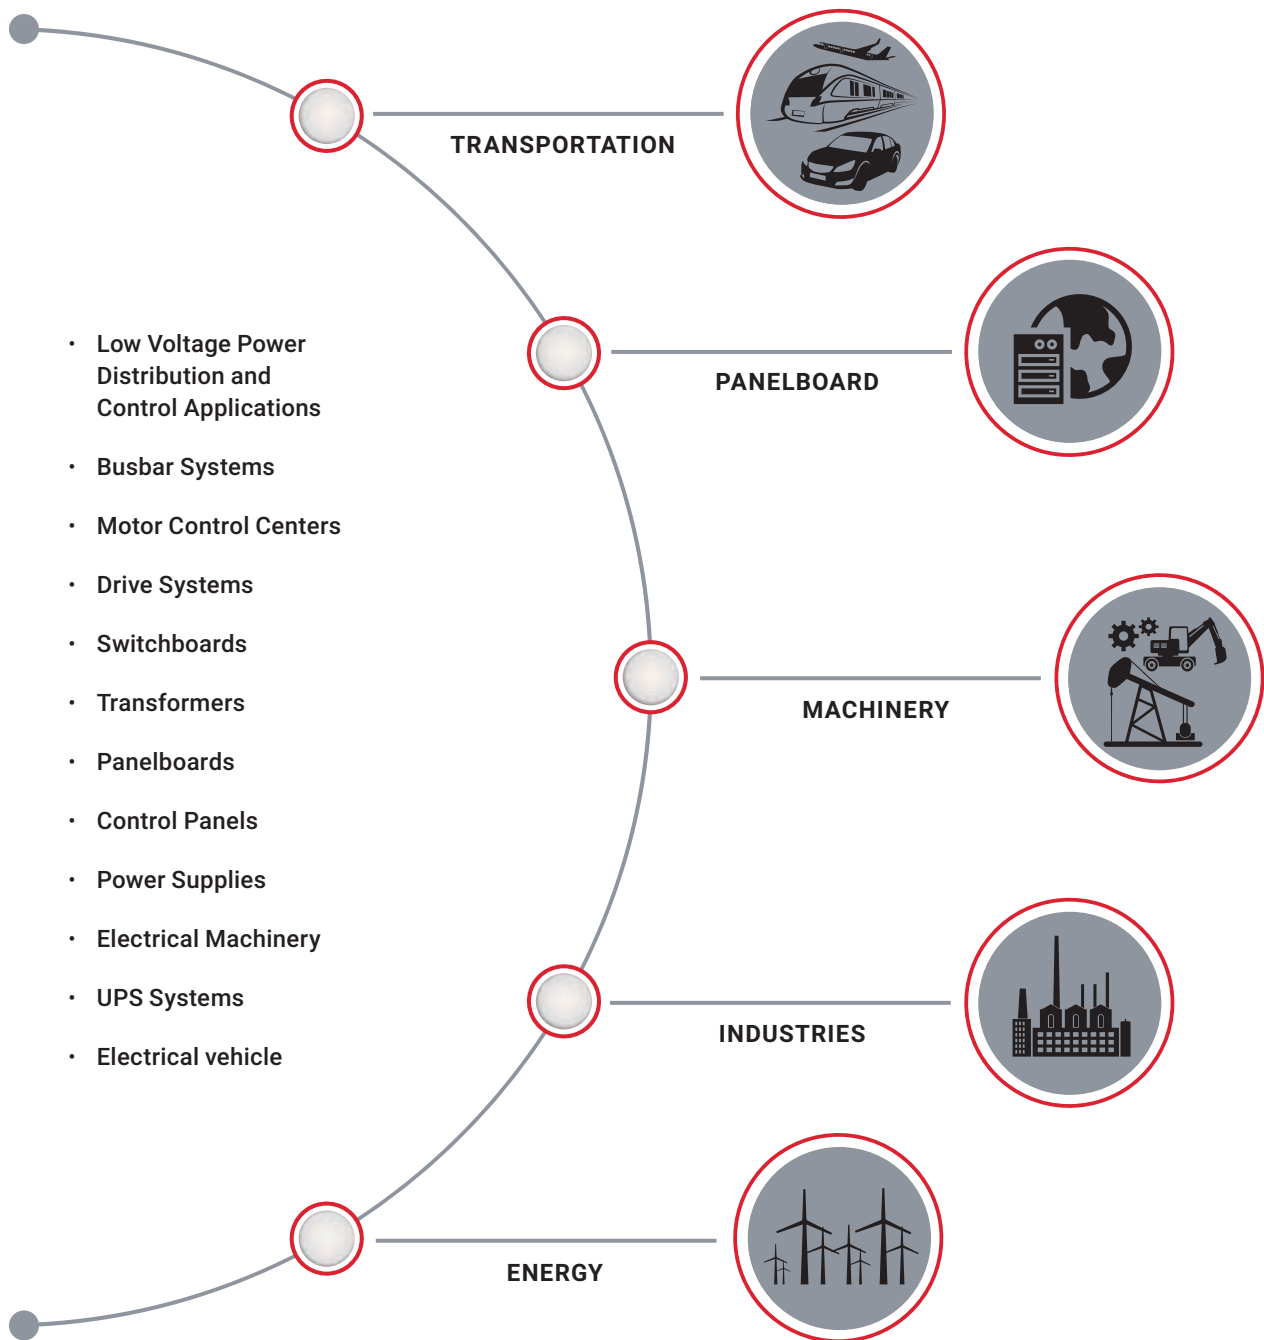 TRANSPORTATION
PANELBOARD
· Low Voltage Power
Distribution and
Control Applications
· Busbar Systems
· Motor Control Centers
· Drive Systems
· Switchboards
· Transformers
· Panelboards
· Control Panels
· Power Supplies
· Electrical Machinery
· UPS Systems
· Electrical vehicle
MACHINERY
INDUSTRIES
ENERGY